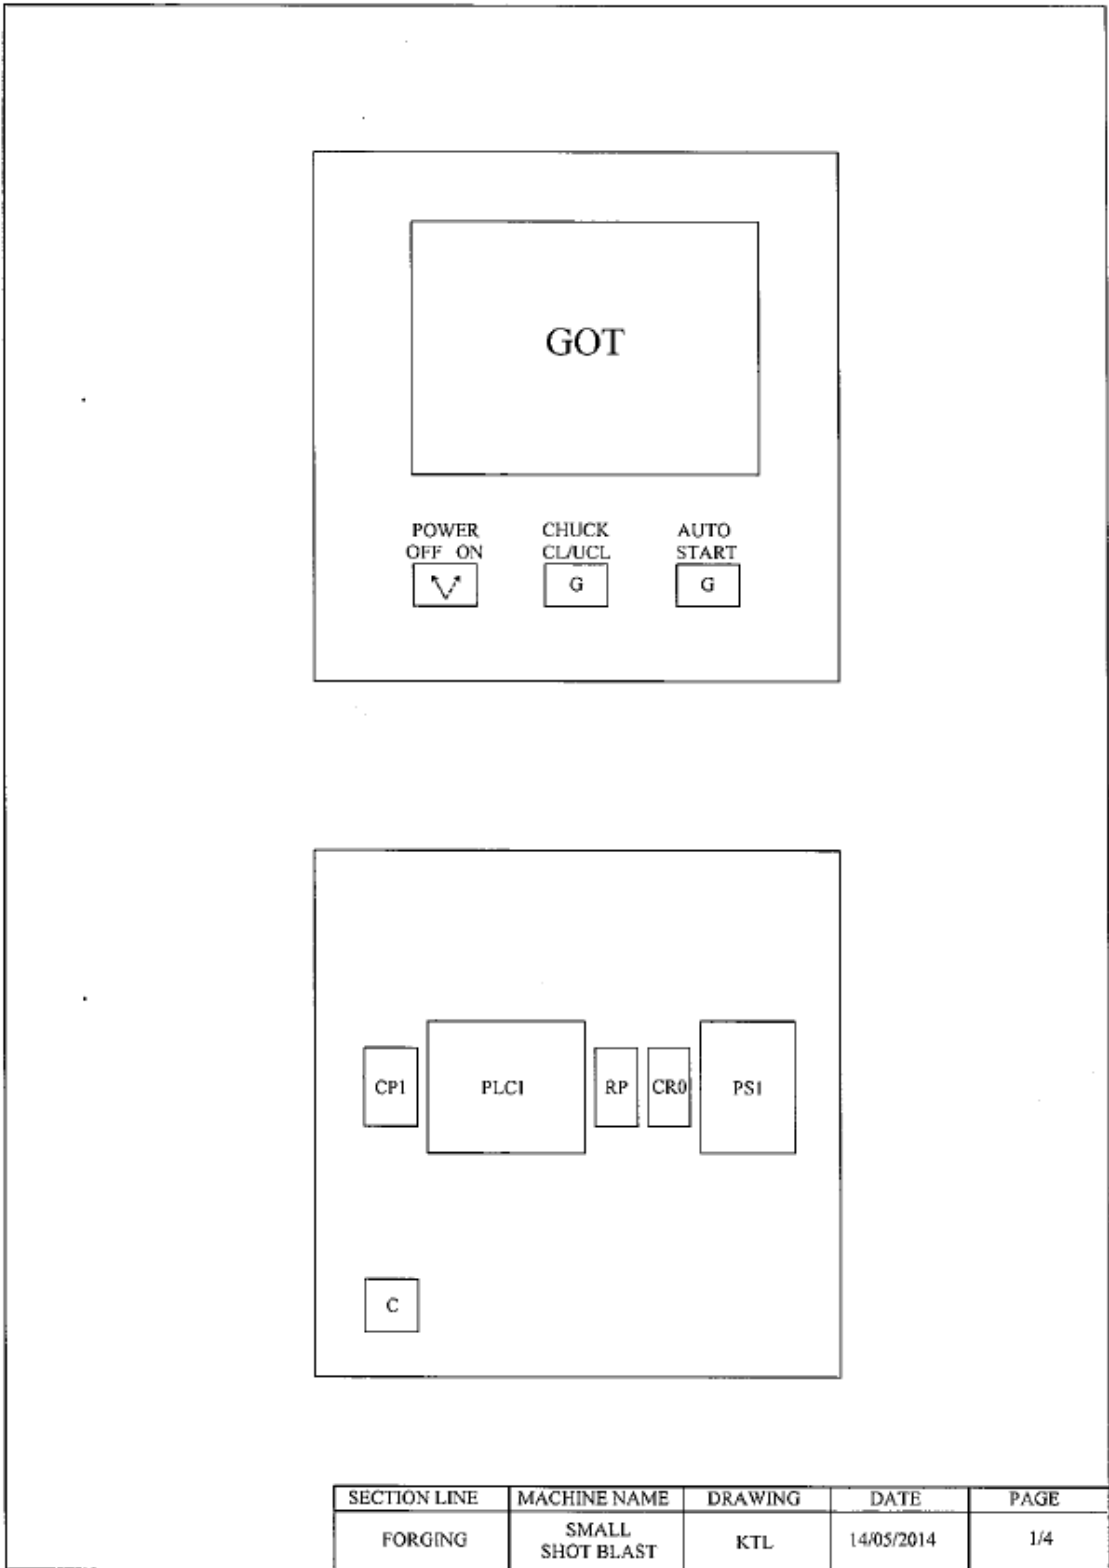 GOT
POWER CHUCK AUTO
OFF ON CL/UCL START
G G
CP1 PLC1 RP CR0 PS1
C
SECTION LINE MACHINE NAME DRAWING DATE PAGE
FORGING SMALL SHOT BLAST KTL 14/05/2014 1/4